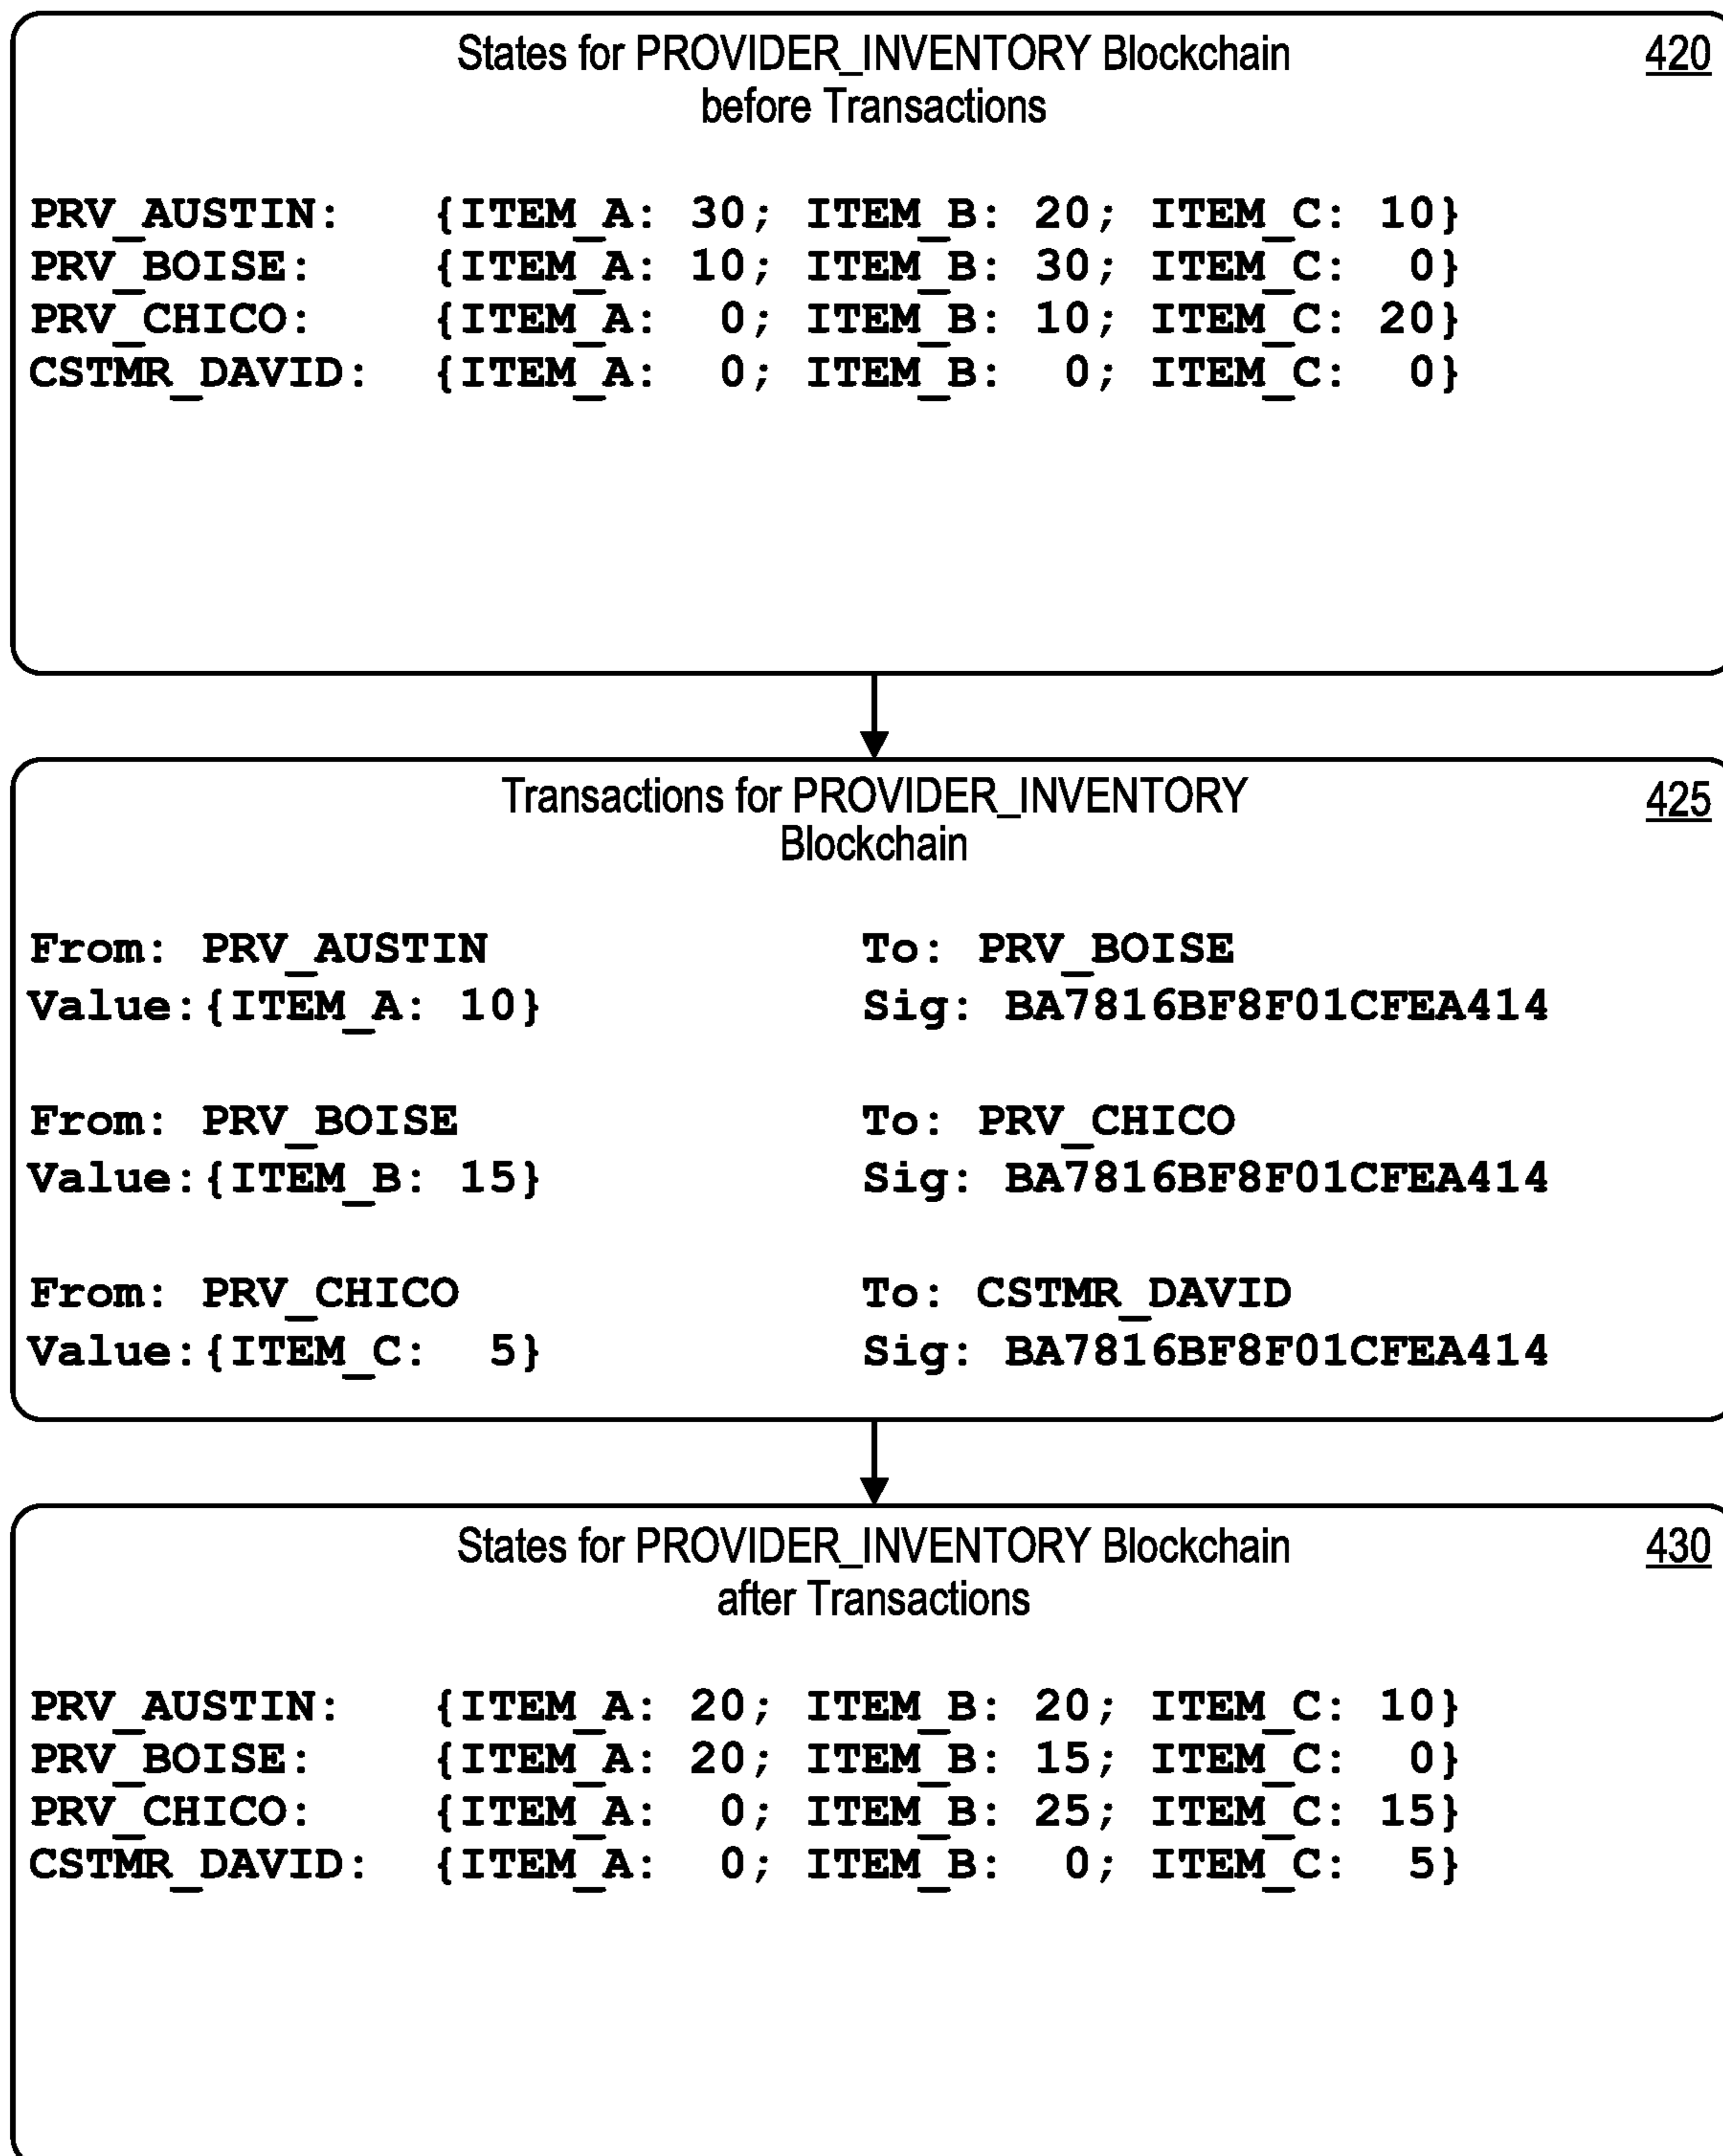 States for PROVIDER_INVENTORY Blockchain 420
before Transactions
PRV_AUSTIN: {ITEM_A: 30; ITEM_B: 20; ITEM_C: 10}
PRV_BOISE: {ITEM_A: 10; ITEM_B: 30; ITEM_C: 0}
PRV_CHICO: {ITEM_A: 0; ITEM_B: 10; ITEM_C: 20}
CSTMR_DAVID: {ITEM_A: 0; ITEM_B: 0; ITEM_C: 0}
Transactions for PROVIDER_INVENTORY 425
Blockchain
From: PRV_AUSTIN To: PRV_BOISE
Value:{ITEM_A: 10} Sig: BA7816BF8F01CFEA414
From: PRV_BOISE To: PRV_CHICO
Value:{ITEM_B: 15} Sig: BA7816BF8F01CFEA414
From: PRV_CHICO To: CSTMR_DAVID
Value:{ITEM_C: 5} Sig: BA7816BF8F01CFEA414
States for PROVIDER_INVENTORY Blockchain 430
after Transactions
PRV_AUSTIN: {ITEM_A: 20; ITEM_B: 20; ITEM_C: 10}
PRV_BOISE: {ITEM_A: 20; ITEM_B: 15; ITEM_C: 0}
PRV_CHICO: {ITEM_A: 0; ITEM_B: 25; ITEM_C: 15}
CSTMR_DAVID: {ITEM_A: 0; ITEM_B: 0; ITEM_C: 5}